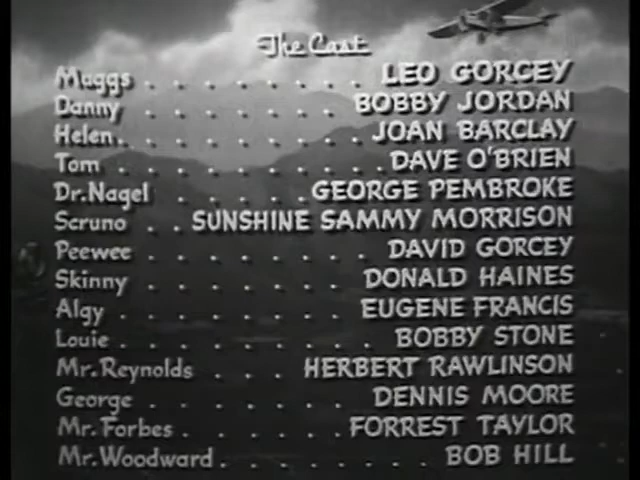 The Cast
Muggs . . . . . . . . . LEO GORCEY
Danny . . . . . . . . BOBBY JORDAN
Helen . . . . . . . . . JOAN BARCLAY
Tom . . . . . . . . . . DAVE O'BRIEN
Dr.Nagel . . . . . GEORGE PEMBROKE
Scruno . . SUNSHINE SAMMY MORRISON
Peewee . . . . . . . . DAVID GORCEY
Skinny . . . . . . . . DONALD HAINES
Algy . . . . . . . . . EUGENE FRANCIS
Louie . . . . . . . . . . BOBBY STONE
Mr.Reynolds . . . HERBERT RAWLINSON
George . . . . . . . . DENNIS MOORE
Mr.Forbes . . . . . . FORREST TAYLOR
Mr.Woodward . . . . . . . . BOB HILL